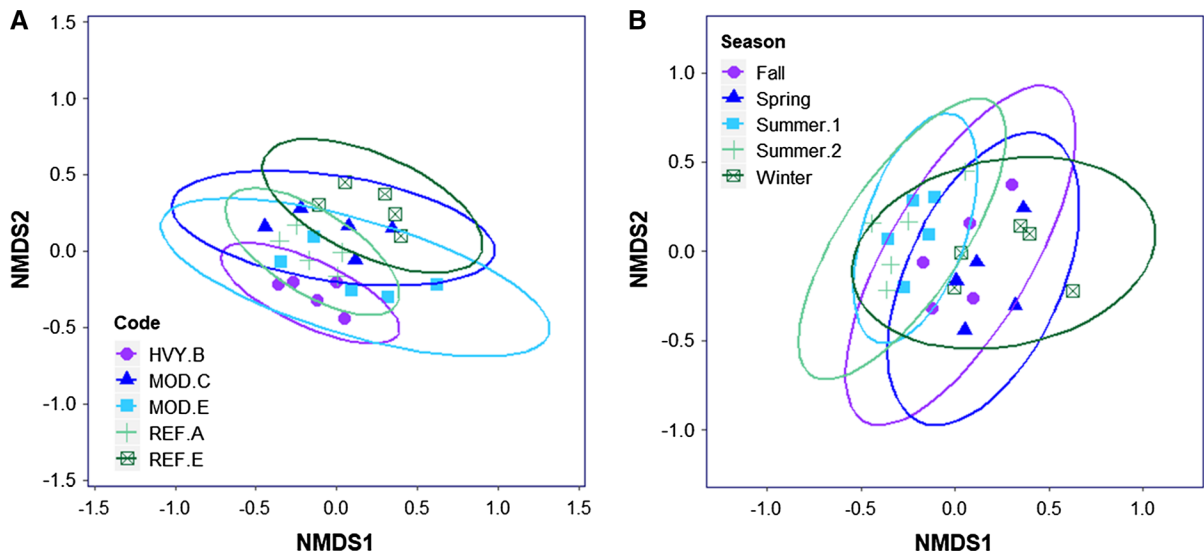 A
1.5
1.0
0.5
0.0
-0.5
-1.0
-1.5
NMDS2
Code
HVY.B
MOD.C
MOD.E
REF.A
REF.E
-1.5 -1.0 -0.5 0.0 0.5 1.0 1.5
NMDS1
B
1.0
0.5
0.0
-0.5
-1.0
NMDS2
Season
Fall
Spring
Summer.1
Summer.2
Winter
-1.0 -0.5 0.0 0.5 1.0
NMDS1